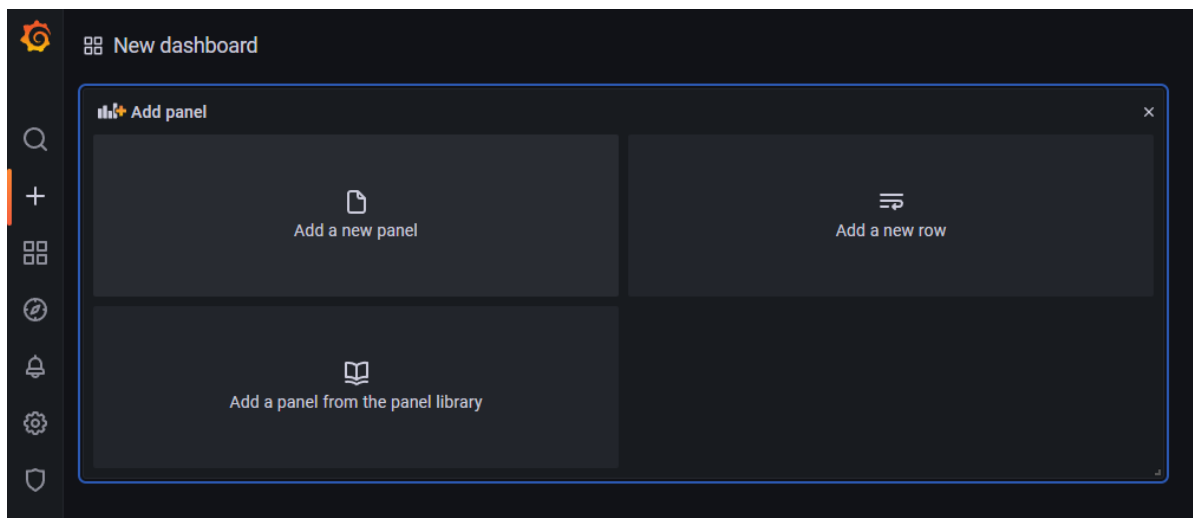 New dashboard
Add panel
Add a new panel
Add a new row
Add a panel from the panel library